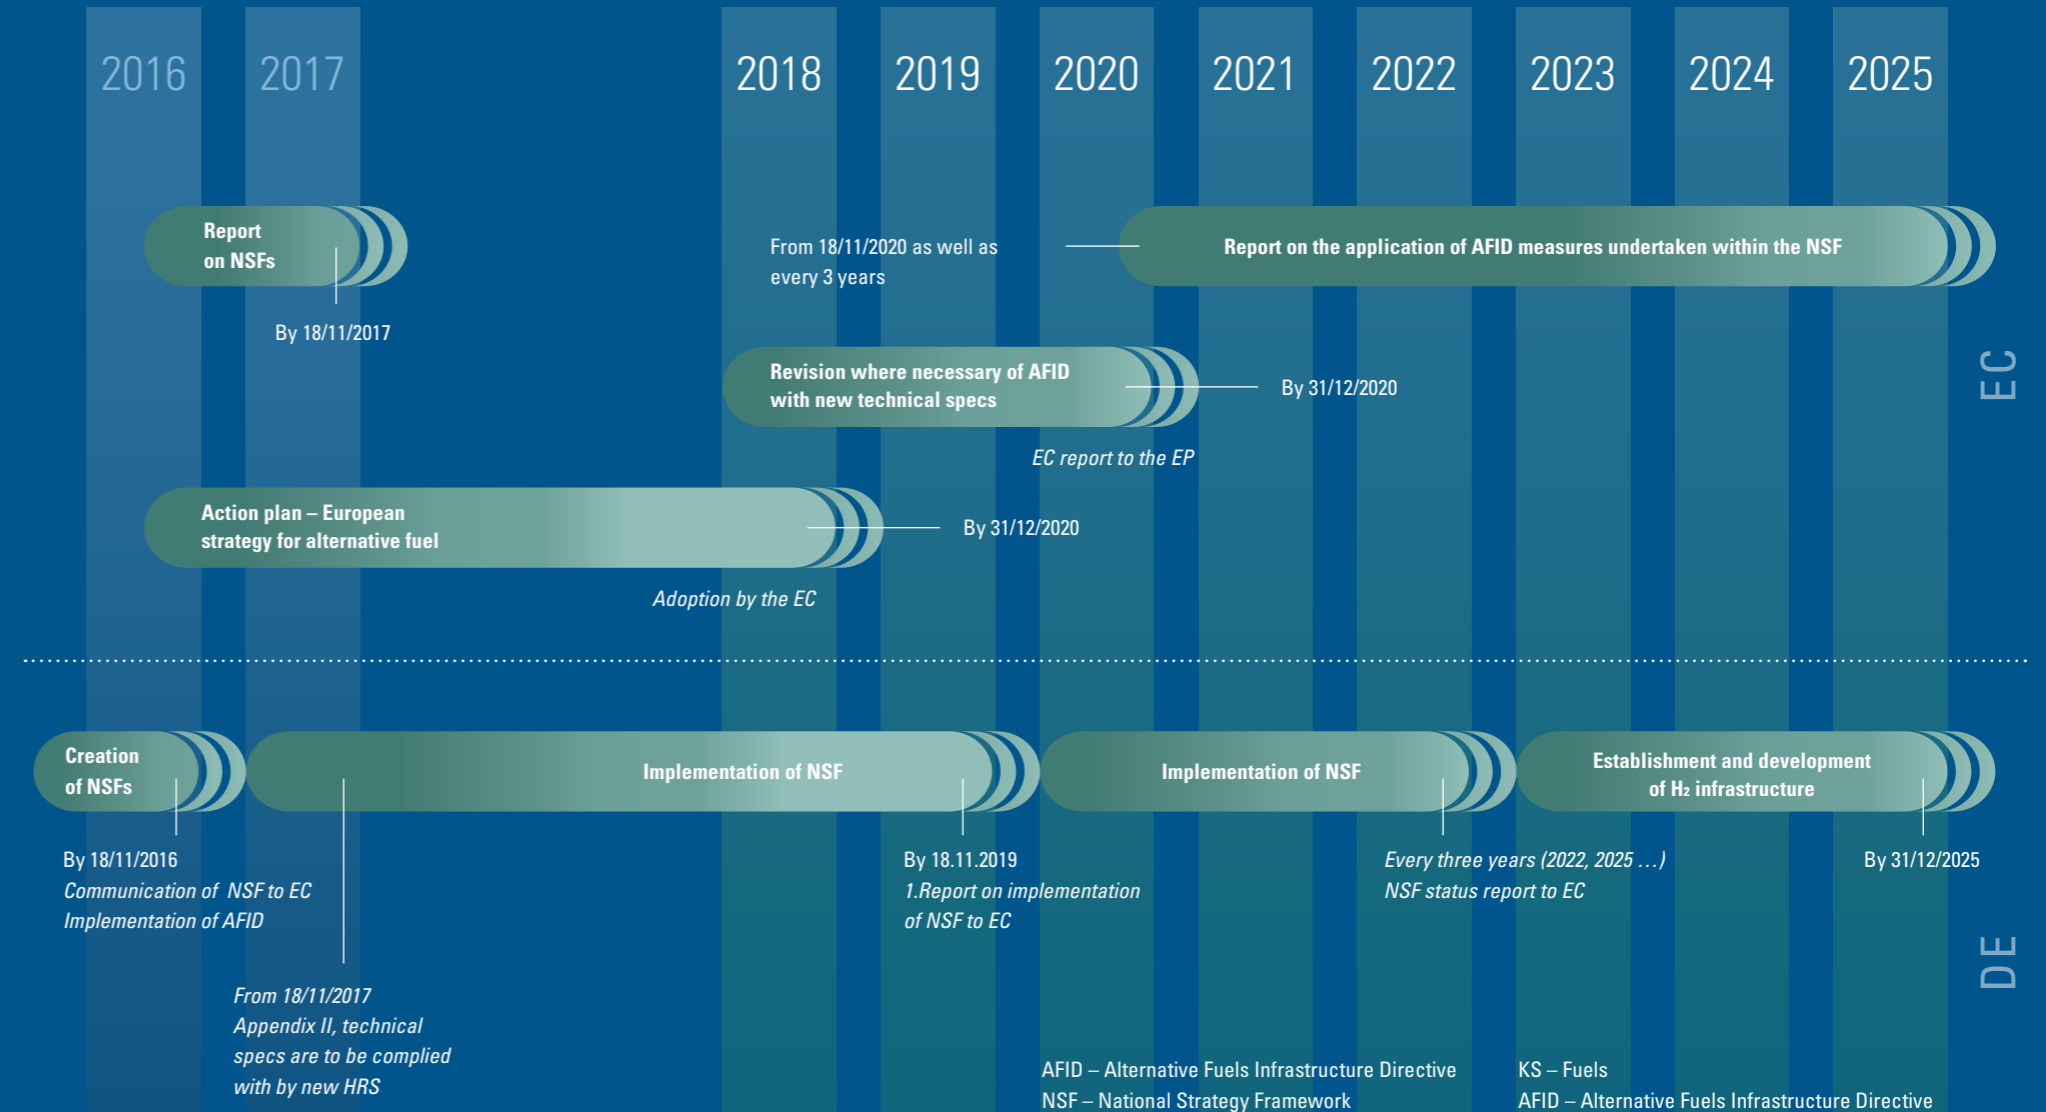 2016 2017 2018 2019 2020 2021 2022 2023 2024 2025
Report
on NSFs
By 18/11/2017
From 18/11/2020 as well as
every 3 years
Report on the application of AFID measures undertaken within the NSF
Revision where necessary of AFID
with new technical specs
By 31/12/2020
EC report to the EP
Action plan – European
strategy for alternative fuel
By 31/12/2020
Adoption by the EC
EC
Creation
of NSFs
By 18/11/2016
Communication of NSF to EC
Implementation of AFID
Implementation of NSF
From 18/11/2017
Appendix II, technical
specs are to be complied
with by new HRS
By 18.11.2019
1.Report on implementation
of NSF to EC
Implementation of NSF
Every three years (2022, 2025 …)
NSF status report to EC
Establishment and development
of H₂ infrastructure
By 31/12/2025
DE
AFID – Alternative Fuels Infrastructure Directive
NSF – National Strategy Framework
KS – Fuels
AFID – Alternative Fuels Infrastructure Directive